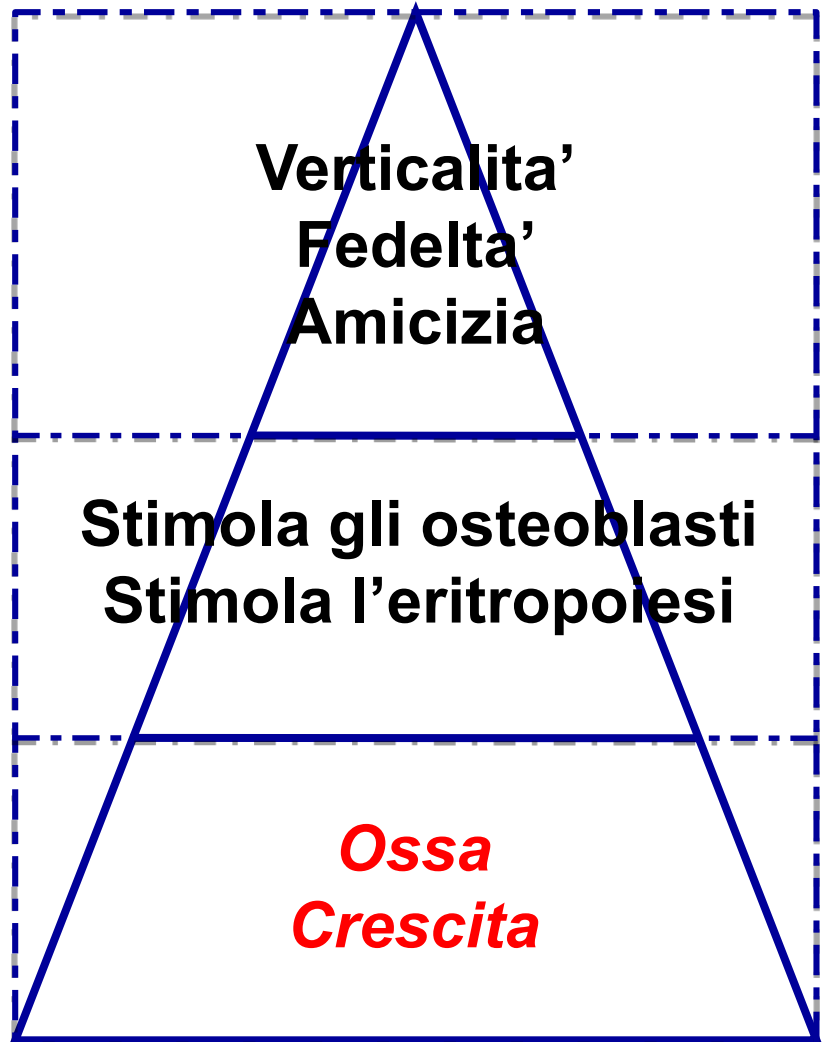 Verticalita’
Fedelta’
Amicizia
Stimola gli osteoblasti
Stimola l’eritropoiesi
Ossa
Crescita